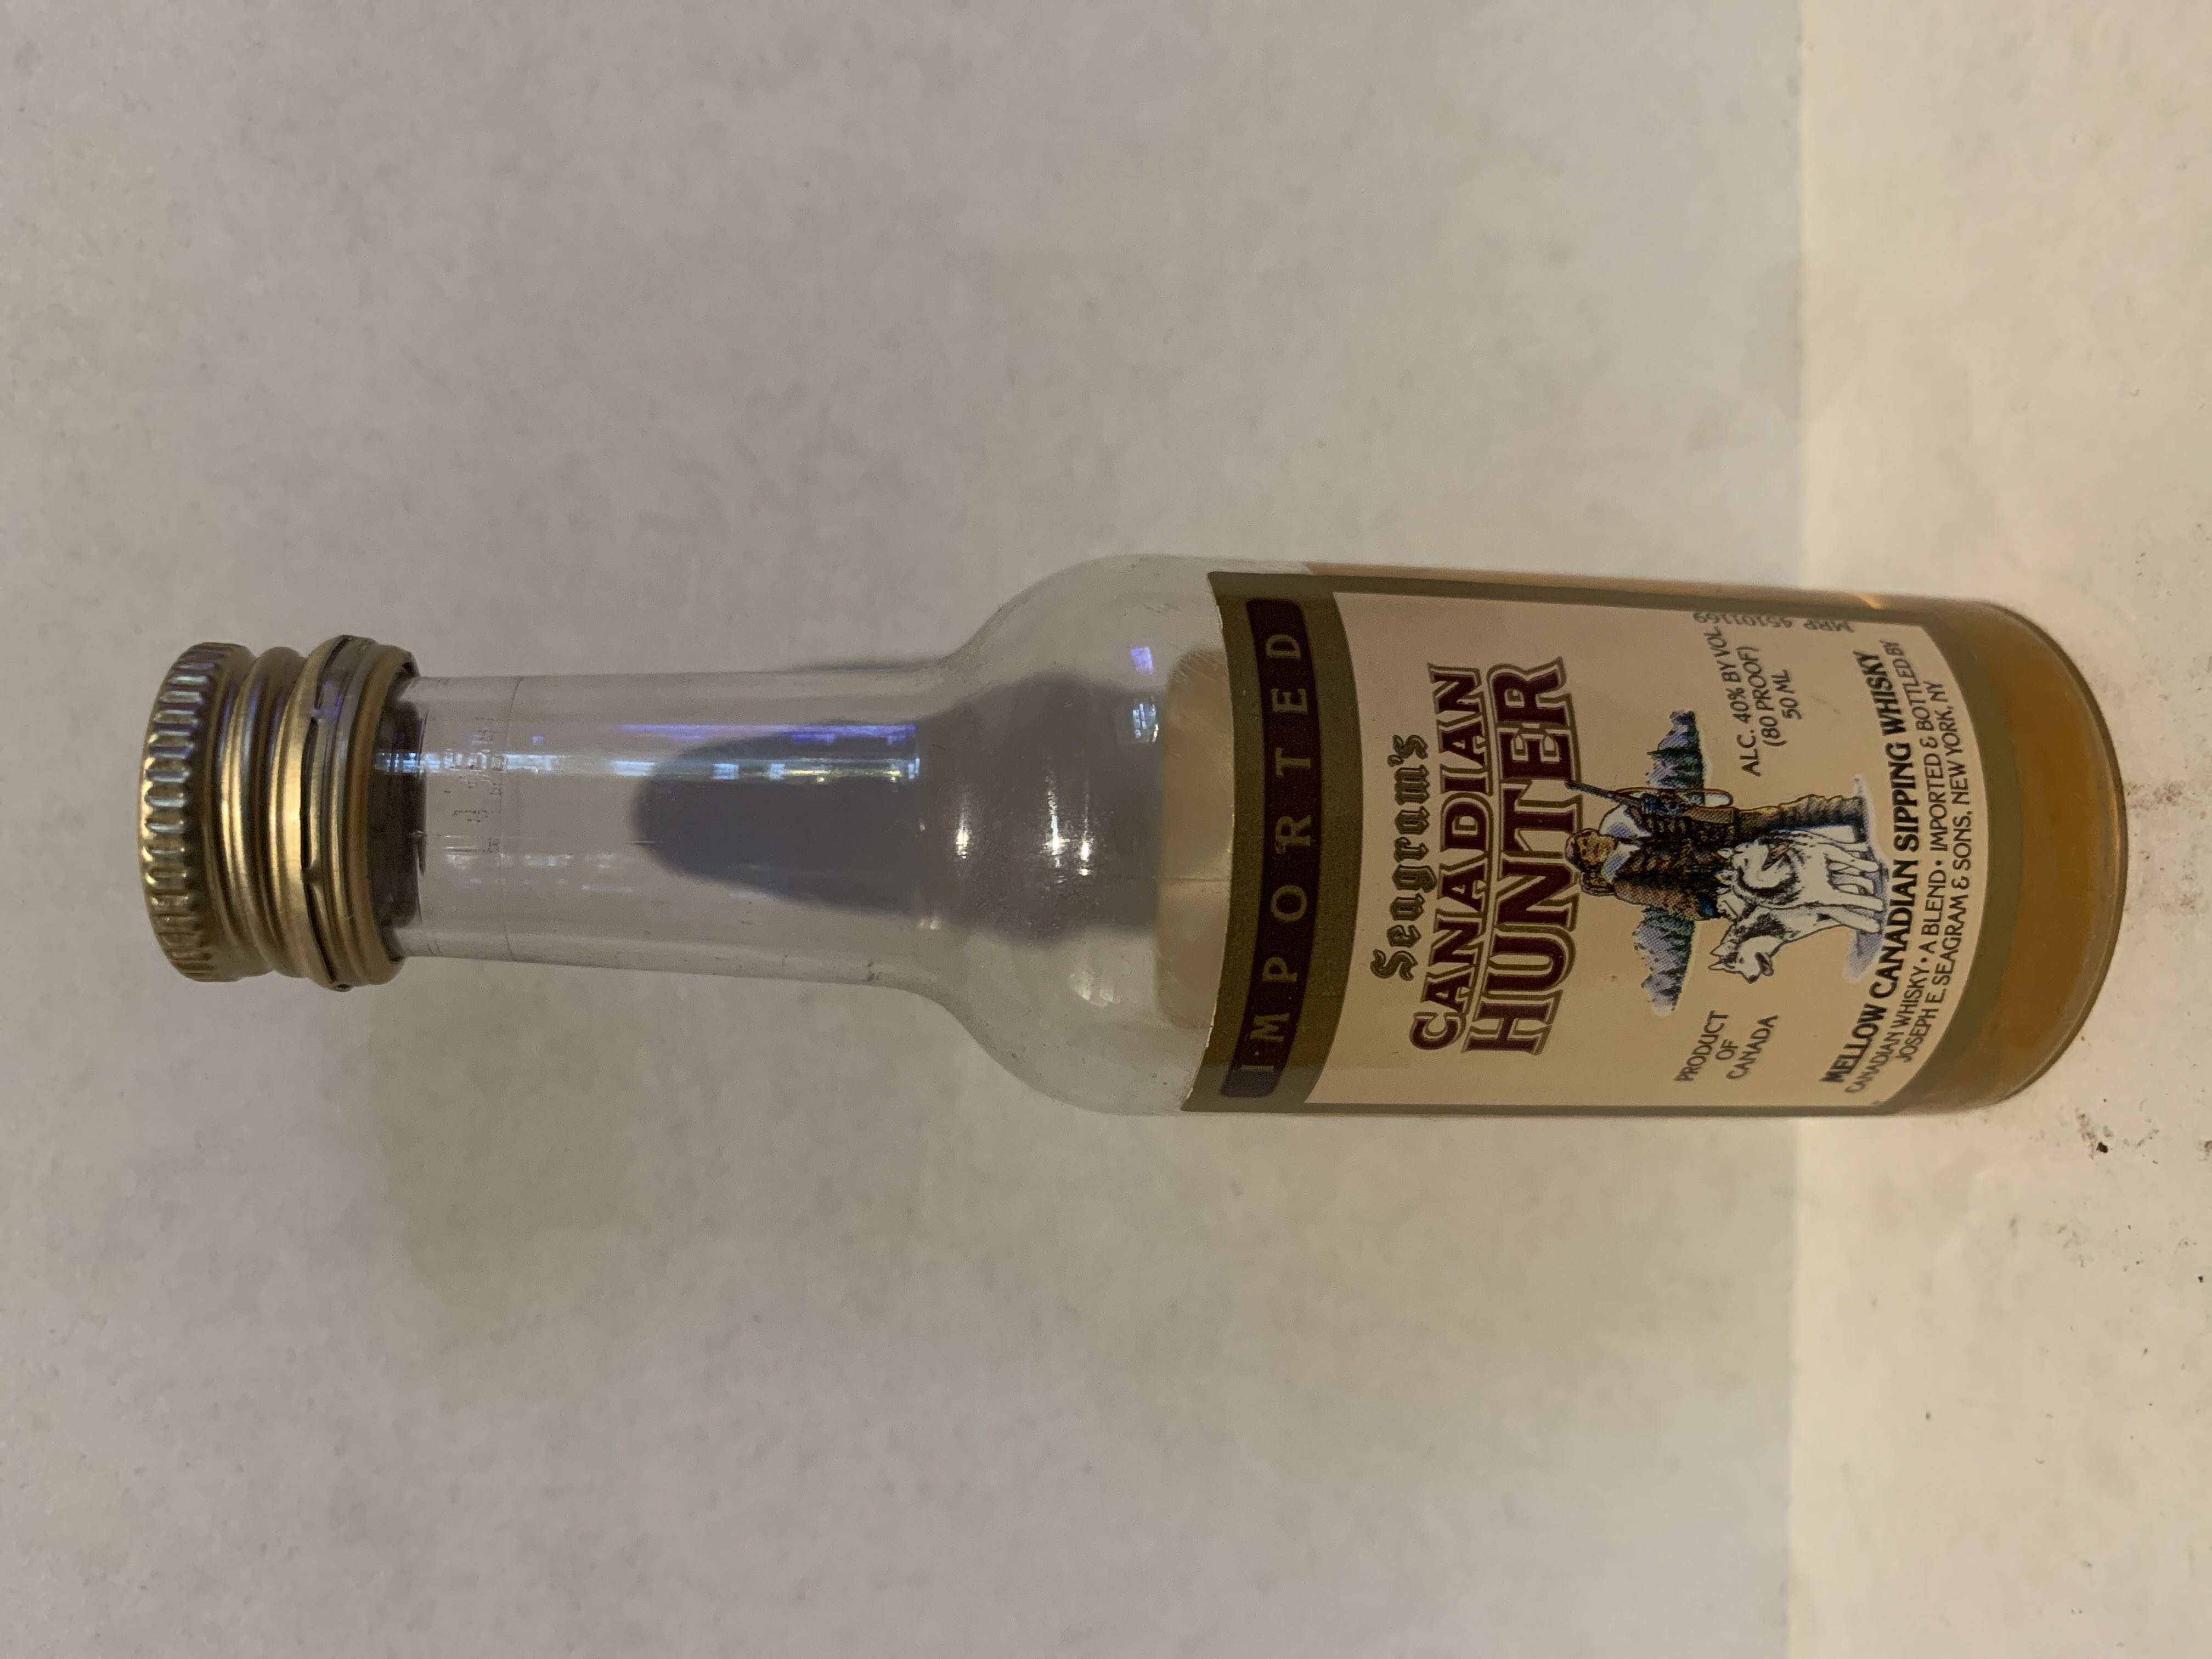 IMPORTED
Seagram's
CANADIAN
HUNTER
PRODUCT
OF
CANADA
ALC. 40% BY VOL.
(80 PROOF)
50 ML
MRP 45101169
MELLOW CANADIAN SIPPING WHISKY
CANADIAN WHISKY • A BLEND • IMPORTED & BOTTLED BY
JOSEPH E. SEAGRAM & SONS, NEW YORK, NY